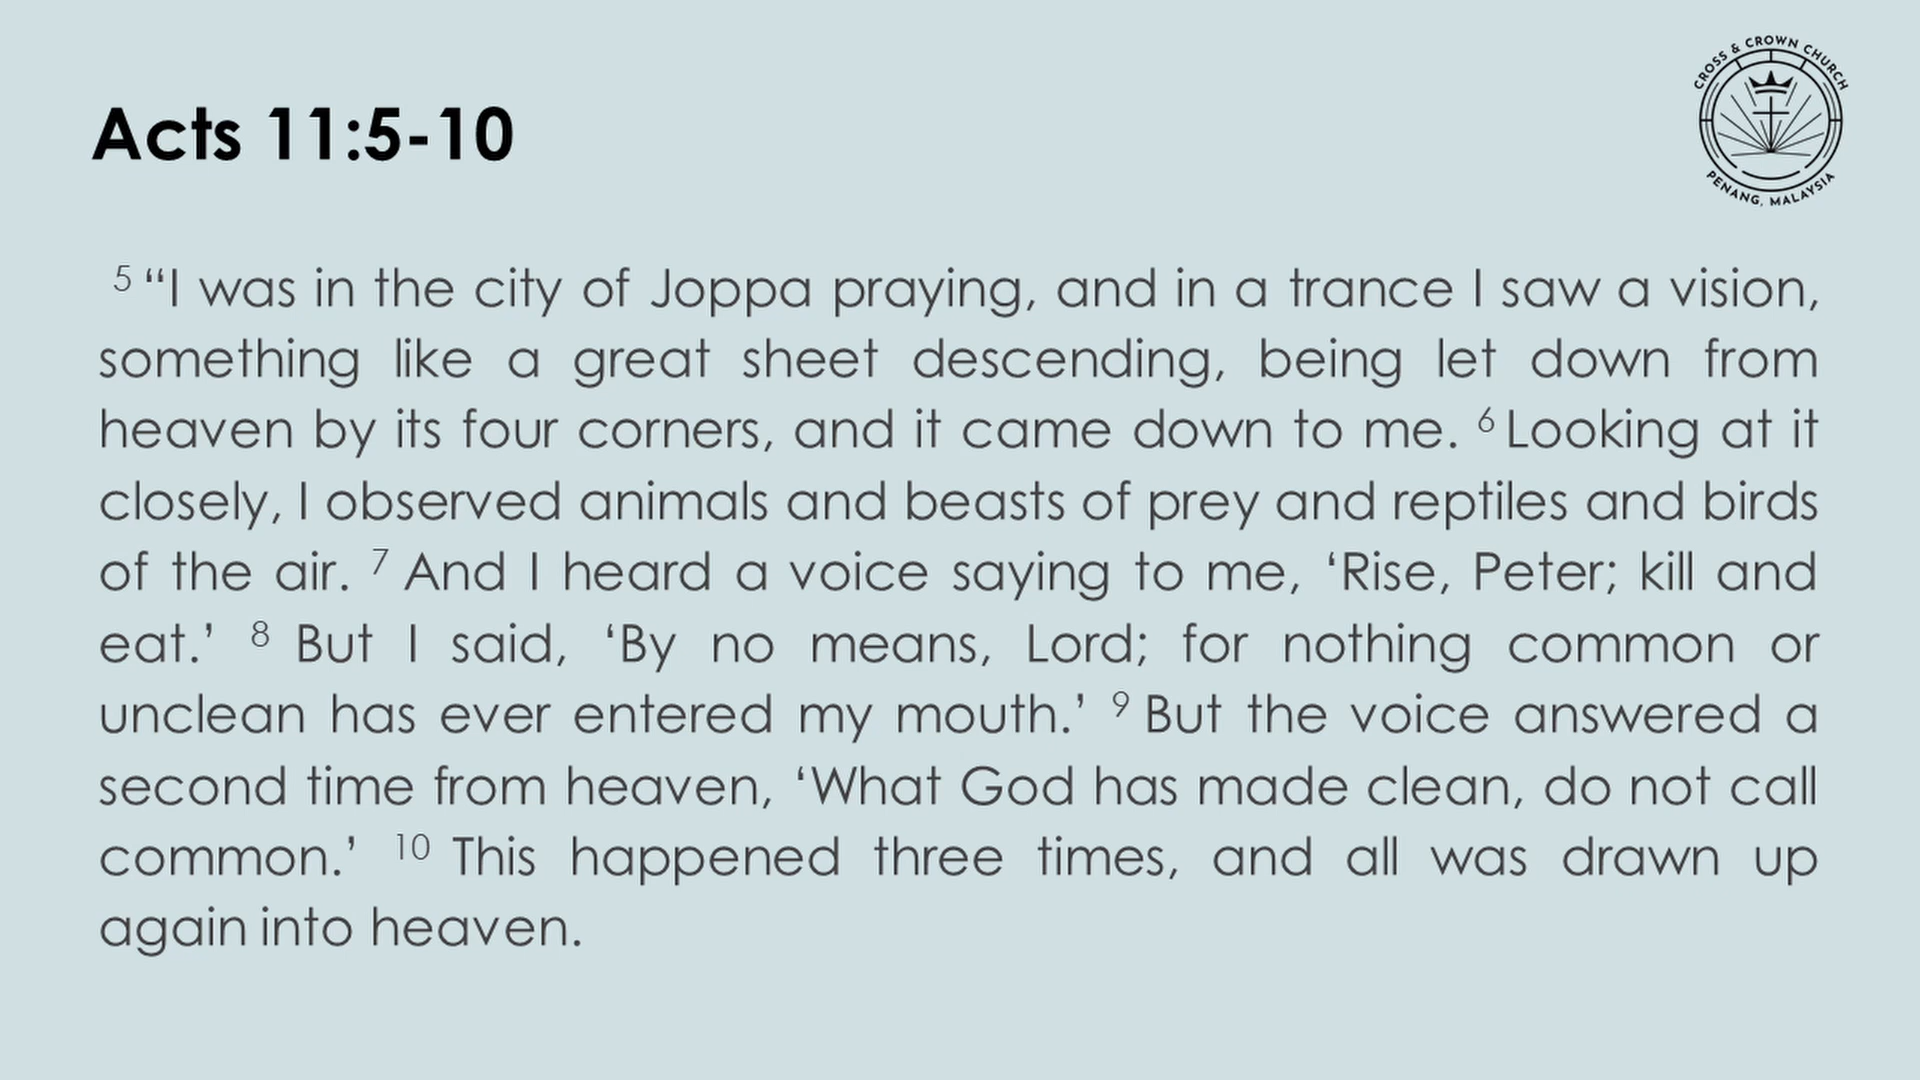 CROSS & CROWN CHURCH
PENANG, MALAYSIA
Acts 11:5-10
5 “I was in the city of Joppa praying, and in a trance I saw a vision,
something like a great sheet descending, being let down from
heaven by its four corners, and it came down to me. 6 Looking at it
closely, I observed animals and beasts of prey and reptiles and birds
of the air. 7 And I heard a voice saying to me, ‘Rise, Peter; kill and
eat.’ 8 But I said, ‘By no means, Lord; for nothing common or
unclean has ever entered my mouth.’ 9 But the voice answered a
second time from heaven, ‘What God has made clean, do not call
common.’ 10 This happened three times, and all was drawn up
again into heaven.